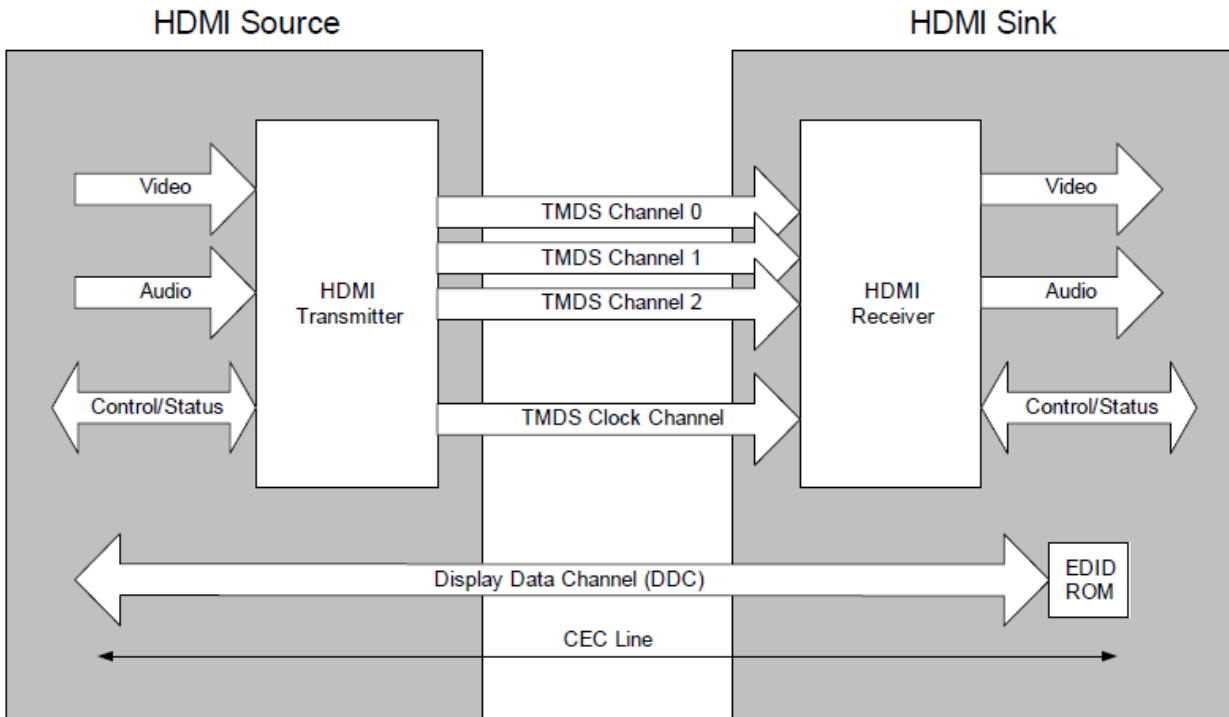 HDMI Source
HDMI Sink
Video
Audio
Control/Status
HDMI
Transmitter
TMDS Channel 0
TMDS Channel 1
TMDS Channel 2
TMDS Clock Channel
HDMI
Receiver
Video
Audio
Control/Status
Display Data Channel (DDC)
EDID
ROM
CEC Line